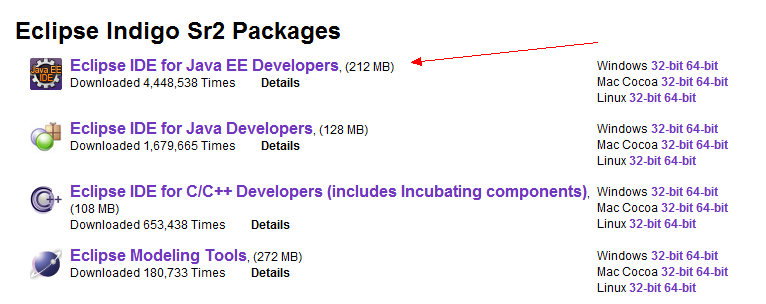 Eclipse Indigo Sr2 Packages
Java EE
IDE
Eclipse IDE for Java EE Developers, (212 MB)
Downloaded 4,448,538 Times Details
Windows 32-bit 64-bit
Mac Cocoa 32-bit 64-bit
Linux 32-bit 64-bit
Eclipse IDE for Java Developers, (128 MB)
Downloaded 1,679,665 Times Details
Windows 32-bit 64-bit
Mac Cocoa 32-bit 64-bit
Linux 32-bit 64-bit
C++
Eclipse IDE for C/C++ Developers (includes Incubating components),
(108 MB)
Downloaded 653,438 Times Details
Windows 32-bit 64-bit
Mac Cocoa 32-bit 64-bit
Linux 32-bit 64-bit
Eclipse Modeling Tools, (272 MB)
Downloaded 180,733 Times Details
Windows 32-bit 64-bit
Mac Cocoa 32-bit 64-bit
Linux 32-bit 64-bit